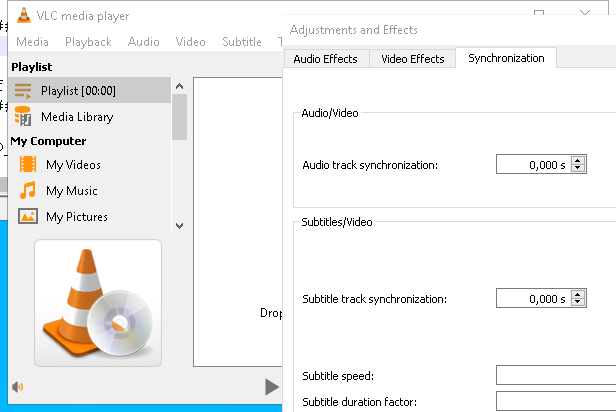 VLC media player
Media Playback Audio Video Subtitle T
Playlist
Playlist [00:00]
Media Library
My Computer
My Videos
My Music
My Pictures
Drop
Adjustments and Effects
Audio Effects Video Effects Synchronization
Audio/Video
Audio track synchronization: 0,000 s
Subtitles/Video
Subtitle track synchronization: 0,000 s
Subtitle speed:
Subtitle duration factor: